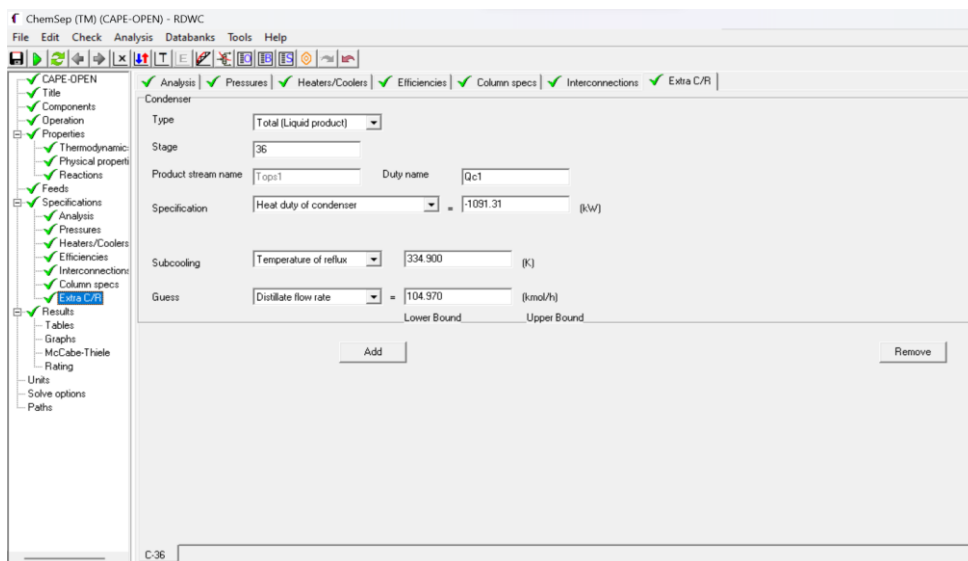 ChemSep (TM) (CAPE-OPEN) - RDWC
File Edit Check Analysis Databanks Tools Help
CAPE-OPEN
Title
Components
Operation
Properties
Thermodynamic:
Physical properti
Reactions
Feeds
Specifications
Analysis
Pressures
Heaters/Coolers
Efficiencies
Interconnections
Column specs
Extra C/R
Results
Tables
Graphs
McCabe-Thiele
Rating
Units
Solve options
Paths
Analysis Pressures Heaters/Coolers Efficiencies Column specs Interconnections Extra C/R
Condenser
Type Total (Liquid product)
Stage 36
Product stream name Tops1 Duty name Qc1
Specification Heat duty of condenser = -1091.31 (kW)
Subcooling Temperature of reflux 334.900 (K)
Guess Distillate flow rate = 104.970 (kmol/h)
Lower Bound Upper Bound
Add Remove
C-36